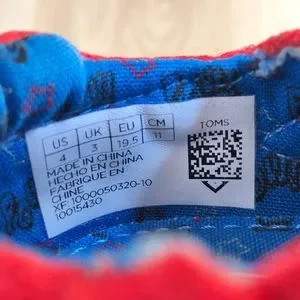 US UK EU CM
4 3 19.5 11
TOMS
MADE IN CHINA
HECHO EN CHINA
FABRIQUE EN
CHINE
XF. 1000050320-10
10015430